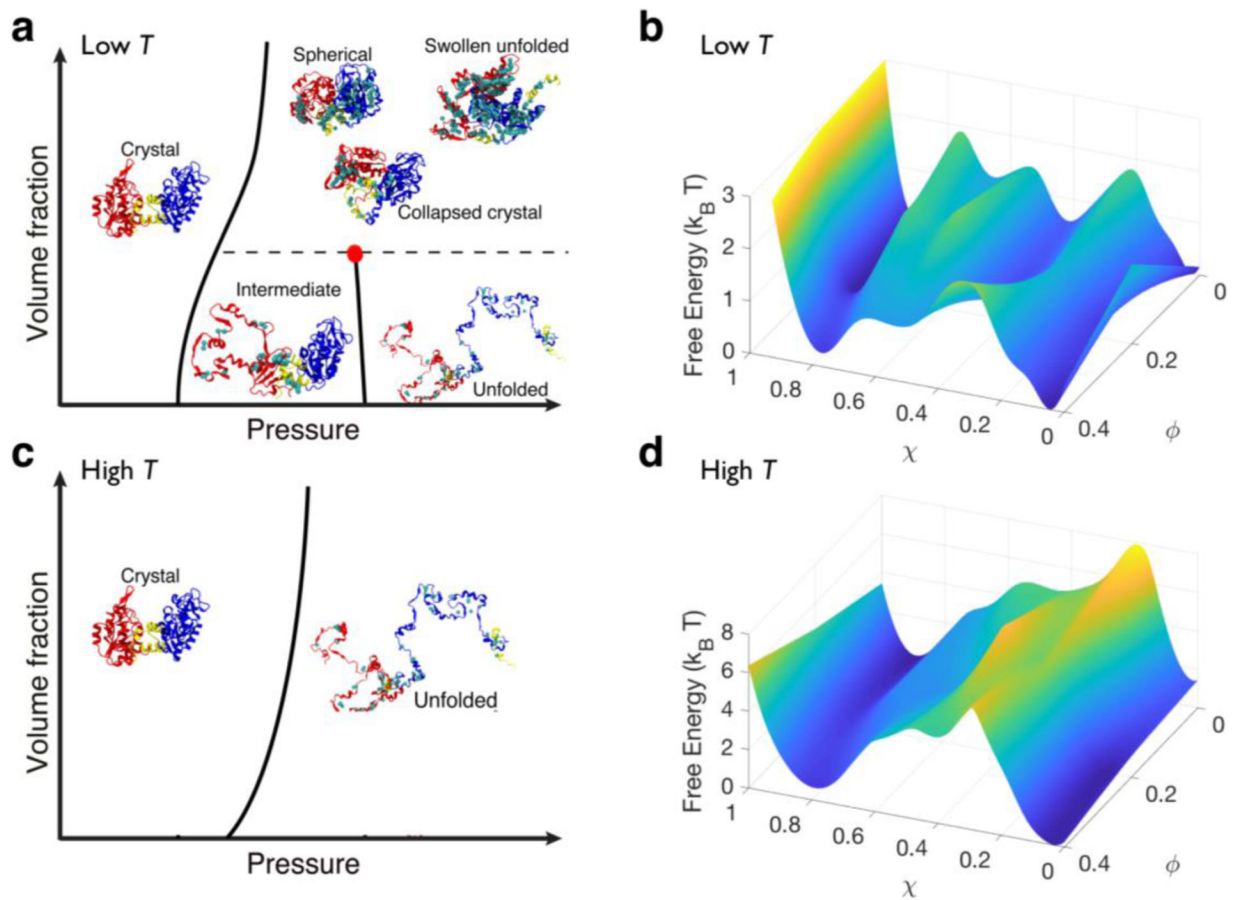 a
Low T
Volume fraction
Crystal
Spherical
Swollen unfolded
Collapsed crystal
Intermediate
Unfolded
Pressure
b
Low T
Free Energy (k_B T)
3
2
1
0
1
0.8
0.6
0.4
0.2
0
χ
0.4
0.2
0
ϕ
c
High T
Volume fraction
Crystal
Unfolded
Pressure
d
High T
Free Energy (k_B T)
8
6
4
2
0
1
0.8
0.6
0.4
0.2
0
χ
0.4
0.2
0
ϕ